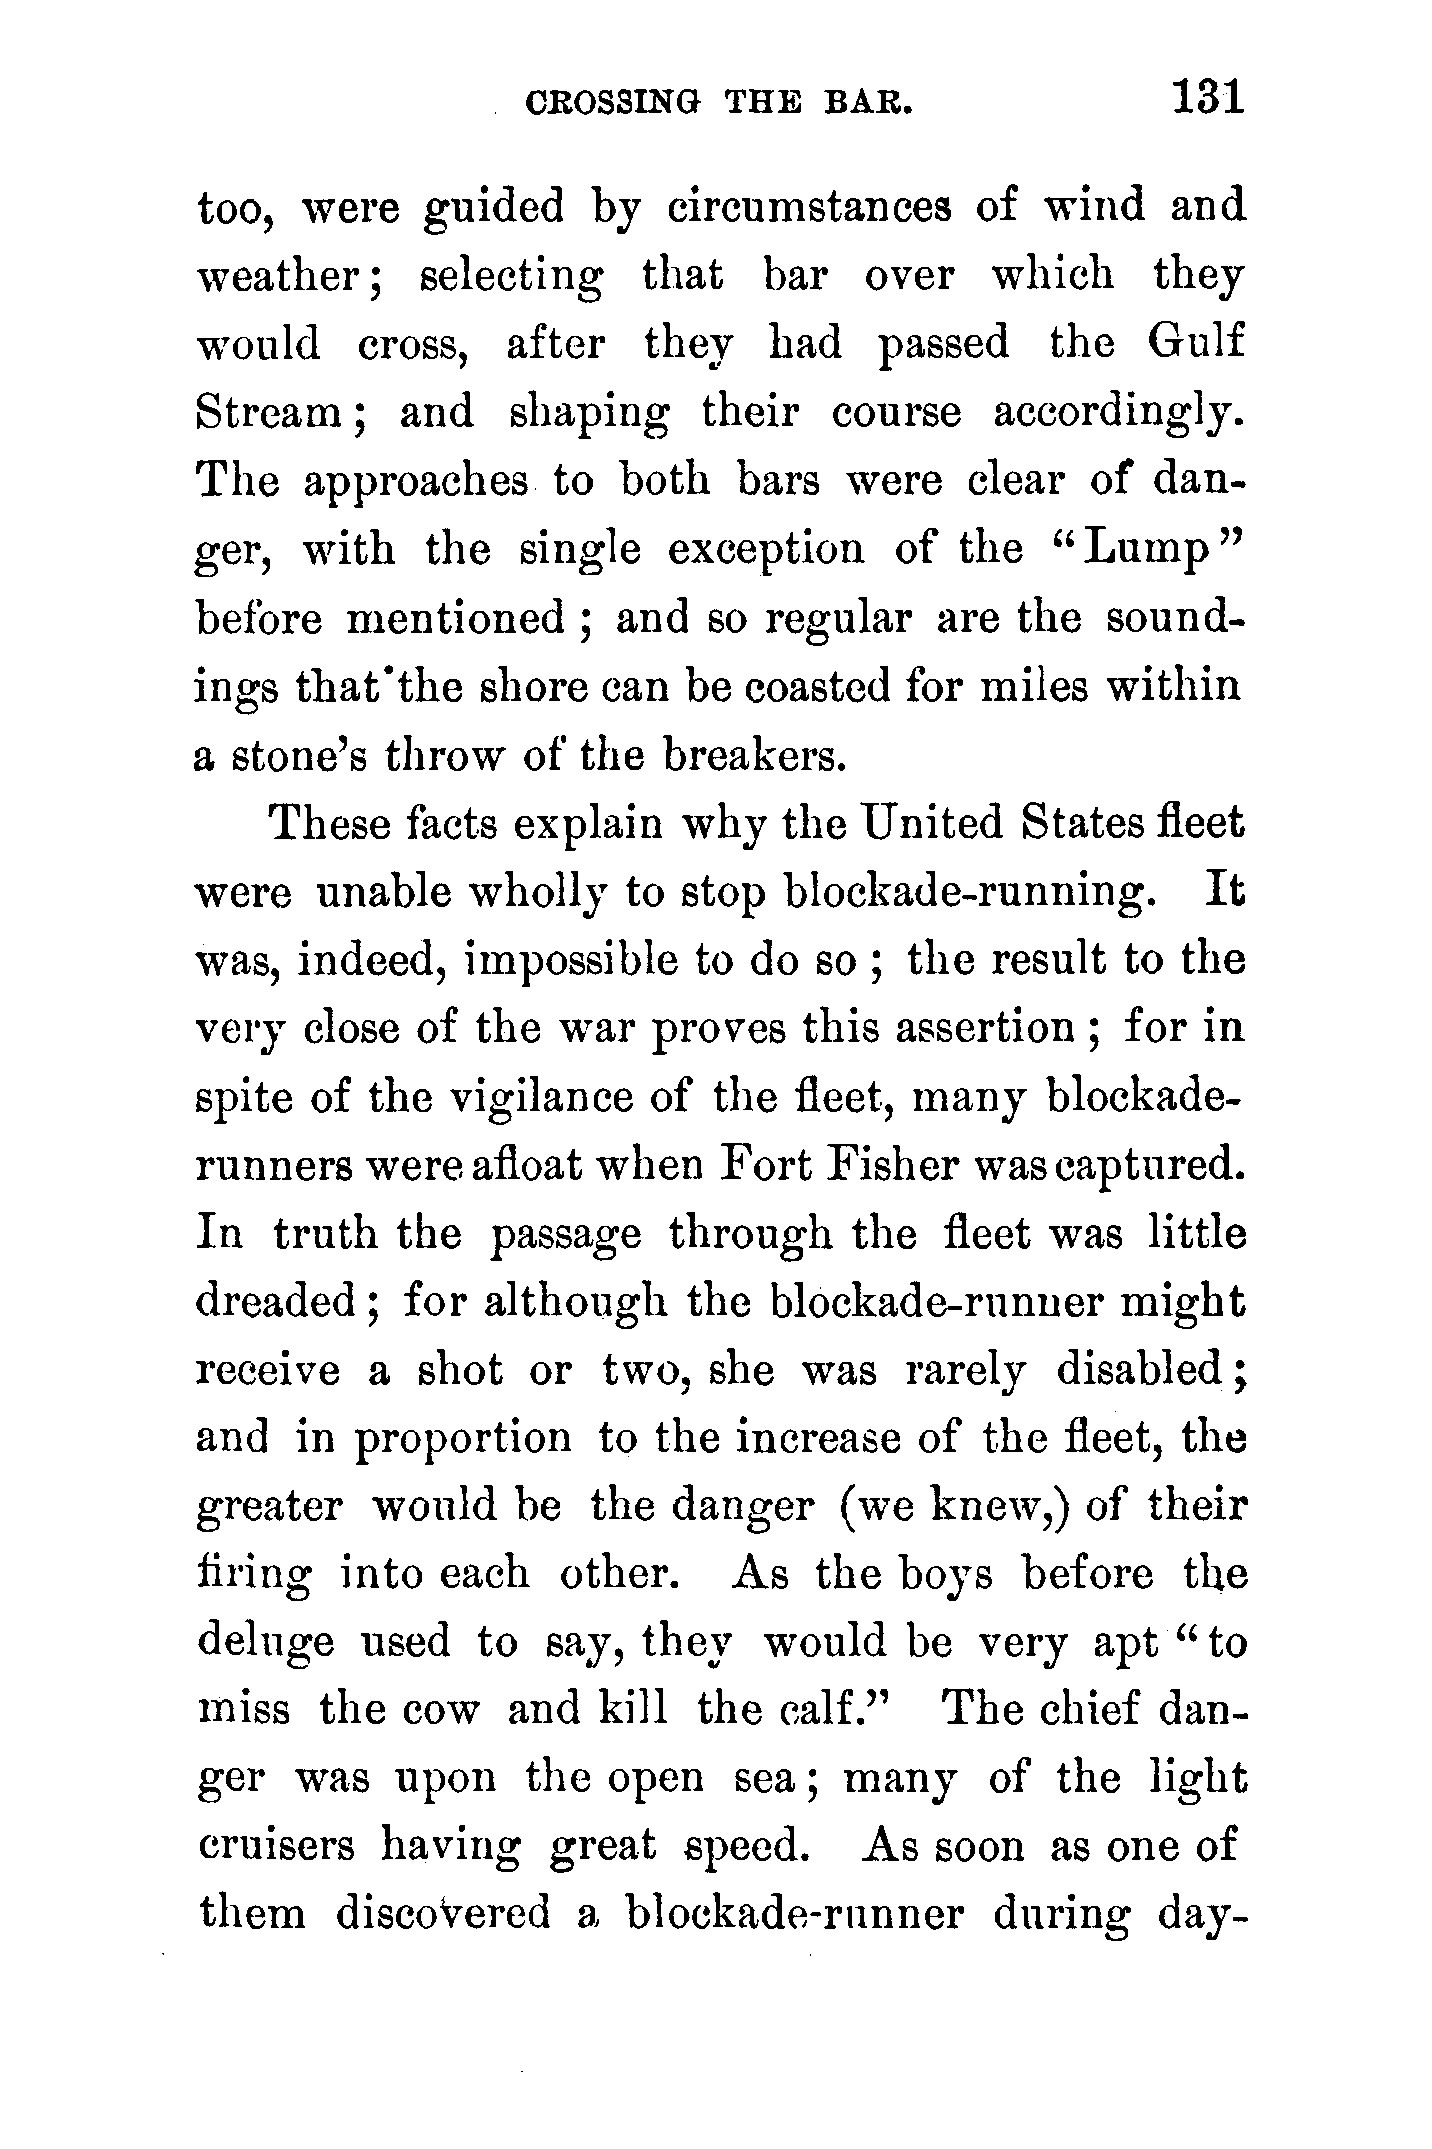 CROSSING THE BAR. 131
too, were guided by circumstances of wind and
weather; selecting that bar over which they
would cross, after they had passed the Gulf
Stream; and shaping their course accordingly.
The approaches to both bars were clear of dan-
ger, with the single exception of the "Lump"
before mentioned; and so regular are the sound-
ings that the shore can be coasted for miles within
a stone's throw of the breakers.
These facts explain why the United States fleet
were unable wholly to stop blockade-running. It
was, indeed, impossible to do so; the result to the
very close of the war proves this assertion; for in
spite of the vigilance of the fleet, many blockade-
runners were afloat when Fort Fisher was captured.
In truth the passage through the fleet was little
dreaded; for although the blockade-runner might
receive a shot or two, she was rarely disabled;
and in proportion to the increase of the fleet, the
greater would be the danger (we knew,) of their
firing into each other. As the boys before the
deluge used to say, they would be very apt "to
miss the cow and kill the calf." The chief dan-
ger was upon the open sea; many of the light
cruisers having great speed. As soon as one of
them discovered a blockade-runner during day-